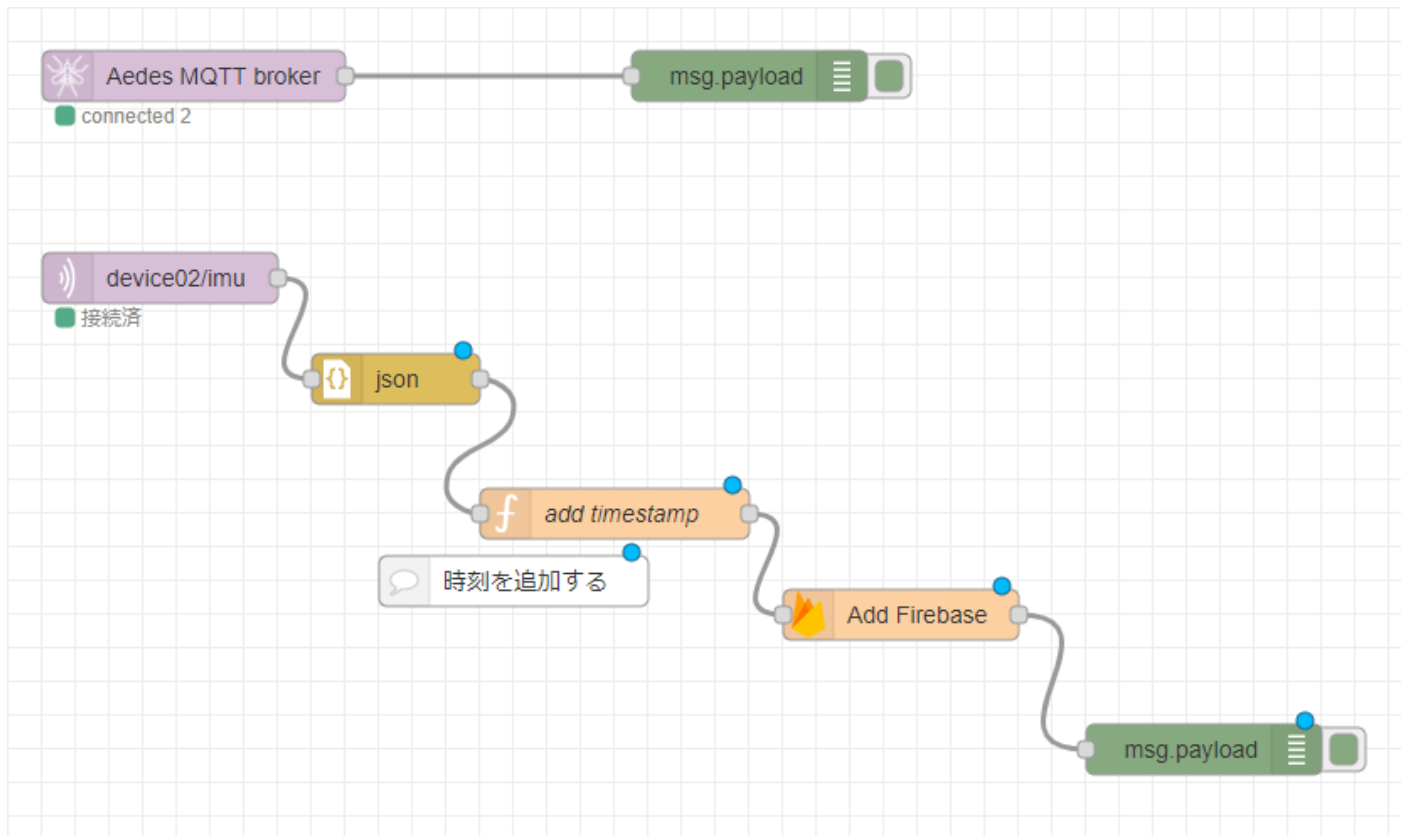 Aedes MQTT broker
msg.payload
connected 2
device02/imu
接続済
json
add timestamp
時刻を追加する
Add Firebase
msg.payload